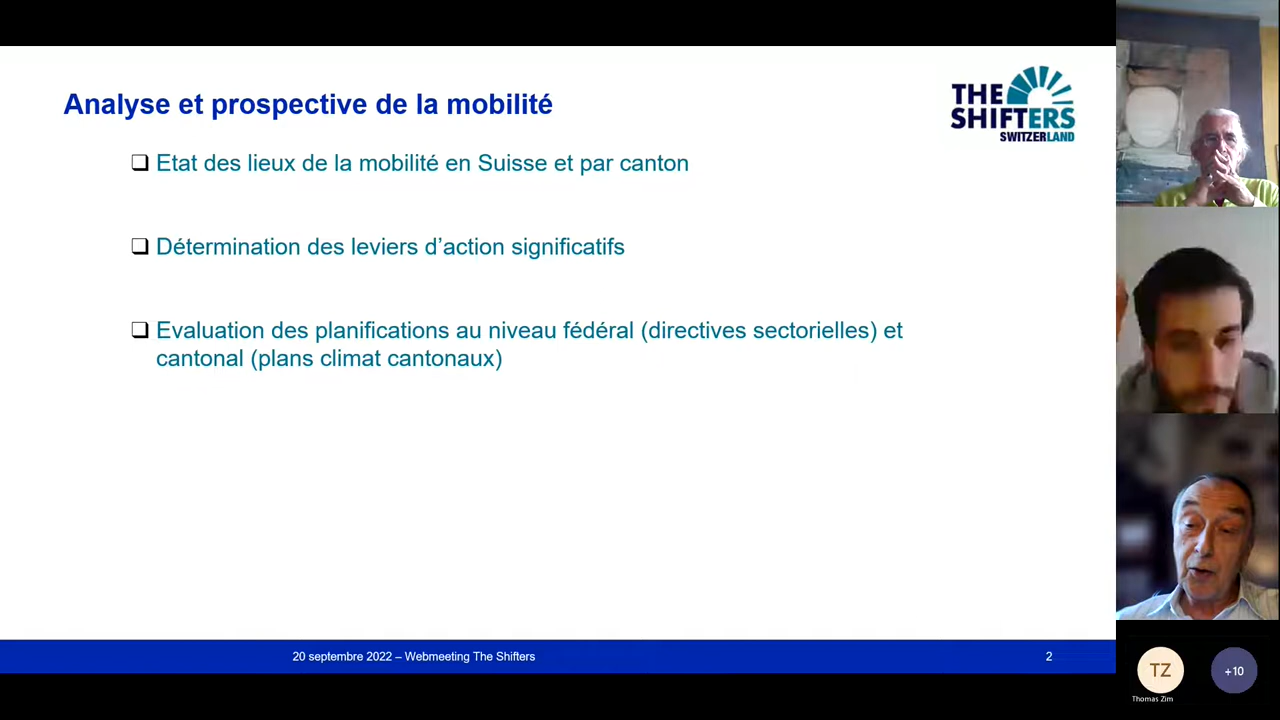 Analyse et prospective de la mobilité
THE
SHIFTERS
SWITZERLAND
❑ Etat des lieux de la mobilité en Suisse et par canton
❑ Détermination des leviers d’action significatifs
❑ Evaluation des planifications au niveau fédéral (directives sectorielles) et
cantonal (plans climat cantonaux)
20 septembre 2022 – Webmeeting The Shifters
2
TZ
+10
Thomas Zim